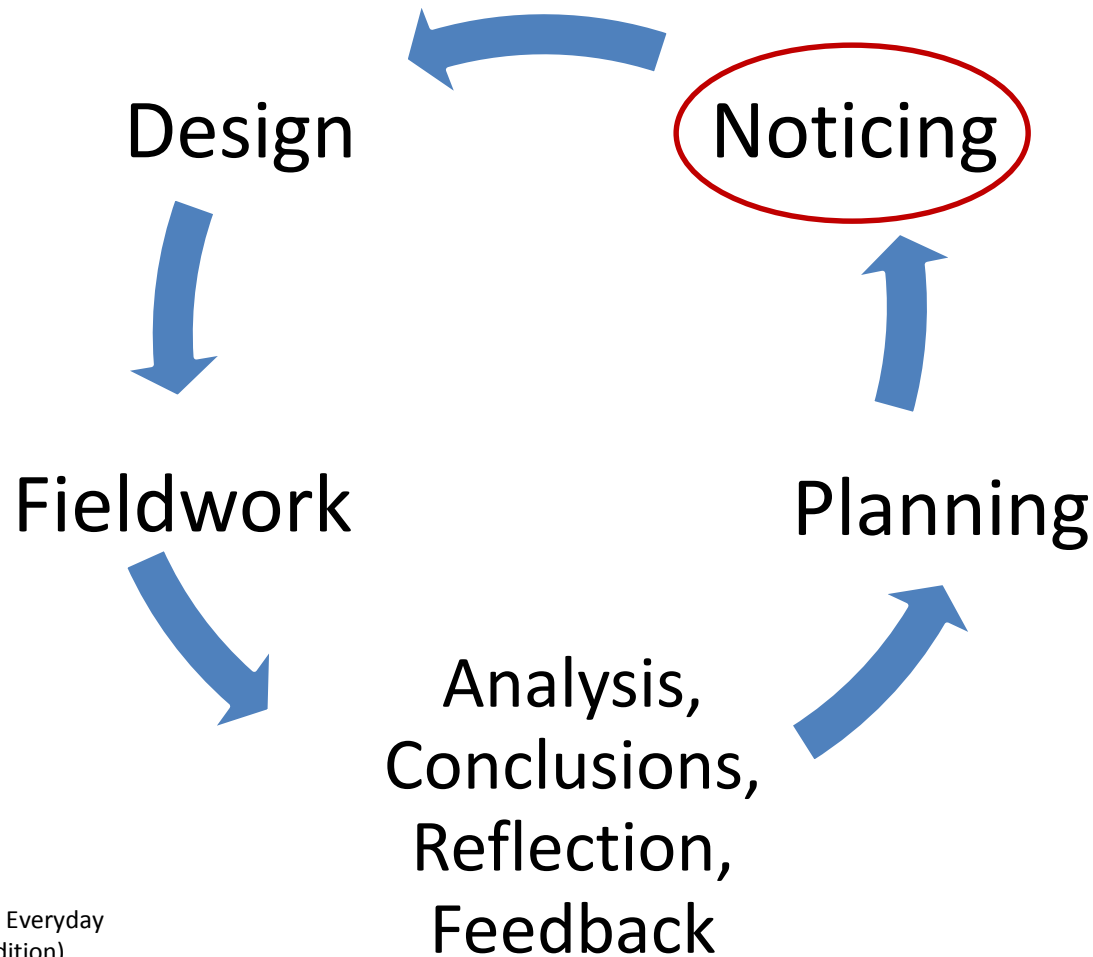 Design
Noticing
Fieldwork
Planning
Analysis,
Conclusions,
Reflection,
Feedback
Everyday